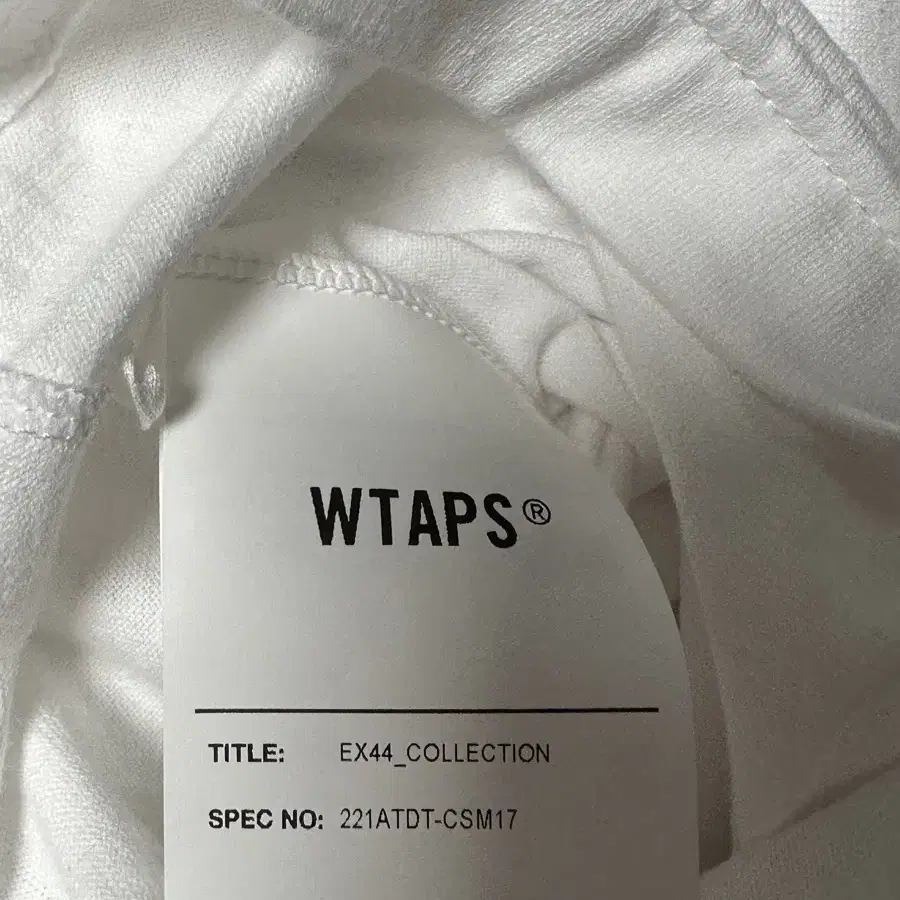 WTAPS®
TITLE: EX44_COLLECTION
SPEC NO: 221ATDT-CSM17